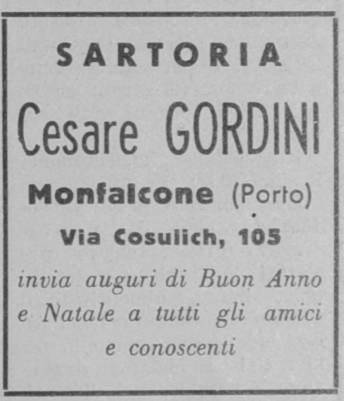 SARTORIA
Cesare GORDINI
Monfalcone (Porto)
Via Cosulich, 105
invia auguri di Buon Anno
e Natale a tutti gli amici
e conoscenti